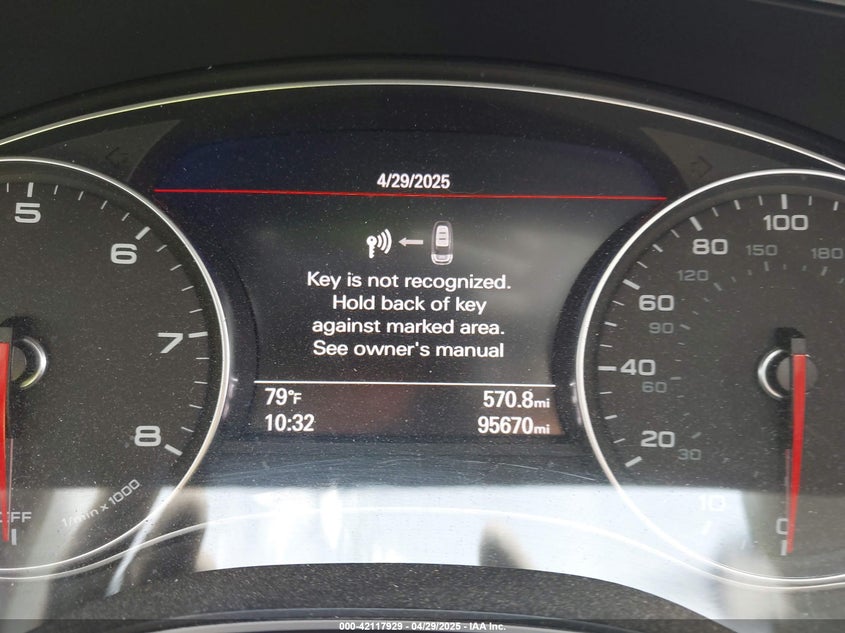 4/29/2025
Key is not recognized.
Hold back of key
against marked area.
See owner's manual
79°F
570.8mi
10:32
95670mi
5
6
7
8
1/min x 1000
100
80
150
180
120
60
90
40
60
20
30
10
0
000-42117929 - 04/29/2025 - IAA Inc.